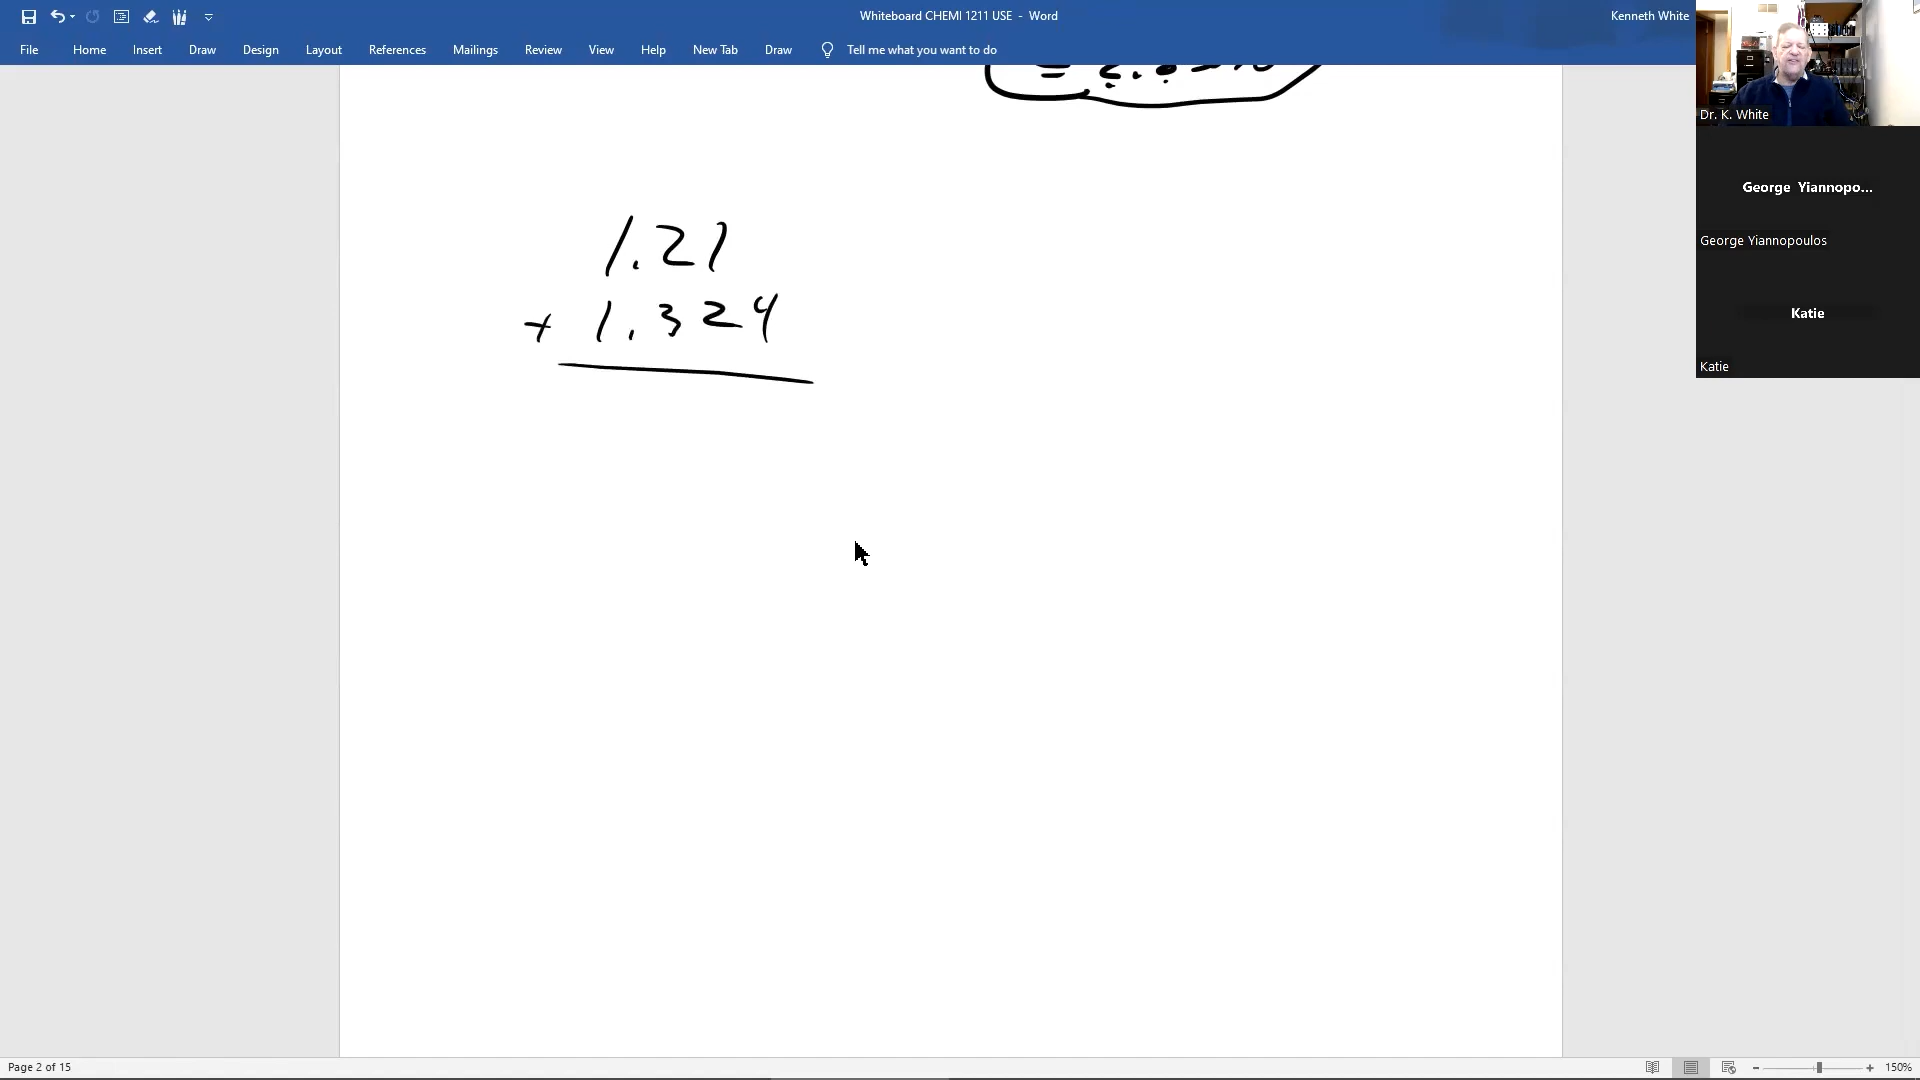 Whiteboard CHEMI 1211 USE - Word
Kenneth White
File Home Insert Draw Design Layout References Mailings Review View Help New Tab Draw Tell me what you want to do
Dr. K. White
George Yiannopo...
George Yiannopoulos
Katie
Katie
1.21
+ 1.324
Page 2 of 15
150%